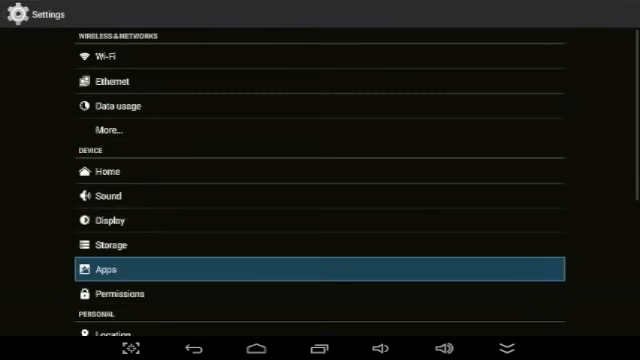 Settings
WIRELESS & NETWORKS
Wi-Fi
Ethernet
Data usage
More...
DEVICE
Home
Sound
Display
Storage
Apps
Permissions
PERSONAL
Location